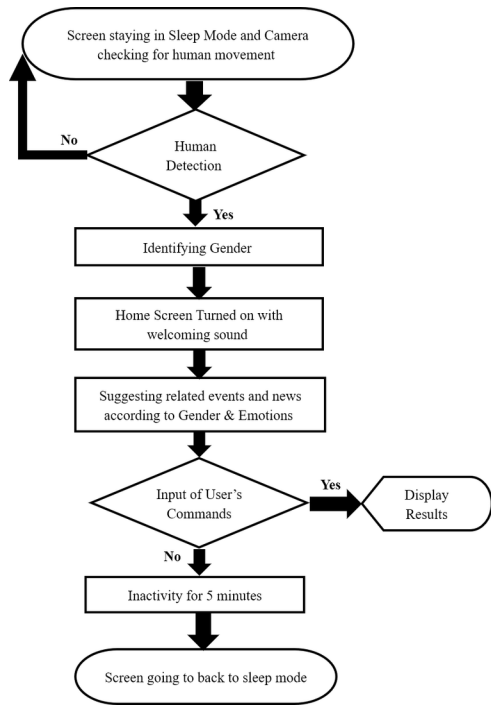 Screen staying in Sleep Mode and Camera
checking for human movement
No
Human
Detection
Yes
Identifying Gender
Home Screen Turned on with
welcoming sound
Suggesting related events and news
according to Gender & Emotions
Input of User's
Commands
Yes
Display
Results
No
Inactivity for 5 minutes
Screen going to back to sleep mode